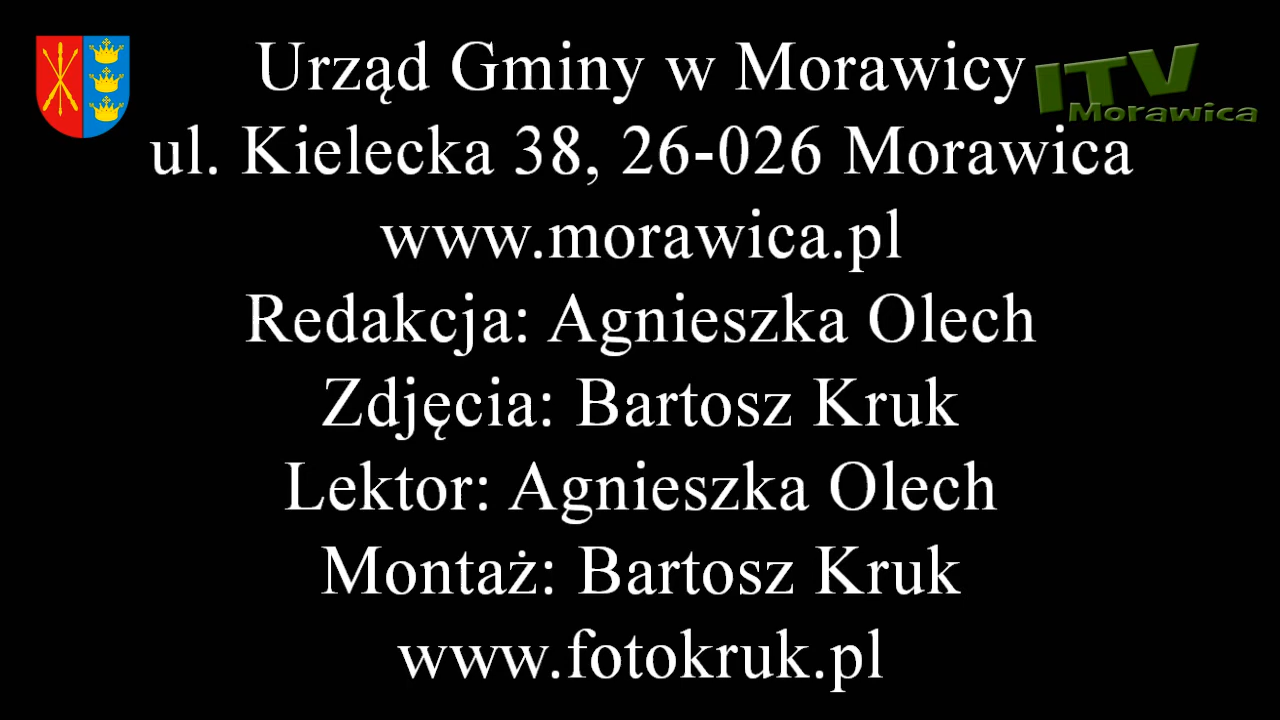 Urząd Gminy w Morawicy
ITV
Morawica
ul. Kielecka 38, 26-026 Morawica
www.morawica.pl
Redakcja: Agnieszka Olech
Zdjęcia: Bartosz Kruk
Lektor: Agnieszka Olech
Montaż: Bartosz Kruk
www.fotokruk.pl